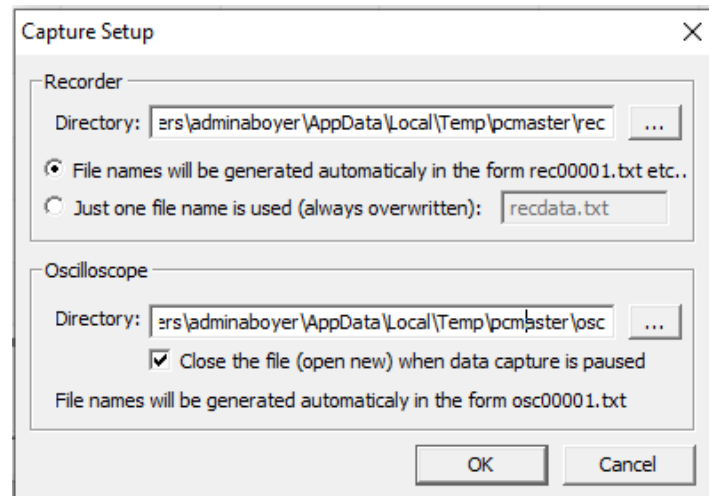 Capture Setup
Recorder
Directory: ers\adminaboyer\AppData\Local\Temp\pcmaster\rec ...
File names will be generated automaticaly in the form rec00001.txt etc..
Just one file name is used (always overwritten): recdata.txt
Oscilloscope
Directory: ers\adminaboyer\AppData\Local\Temp\pcmaster\osc ...
Close the file (open new) when data capture is paused
File names will be generated automaticaly in the form osc00001.txt
OK Cancel